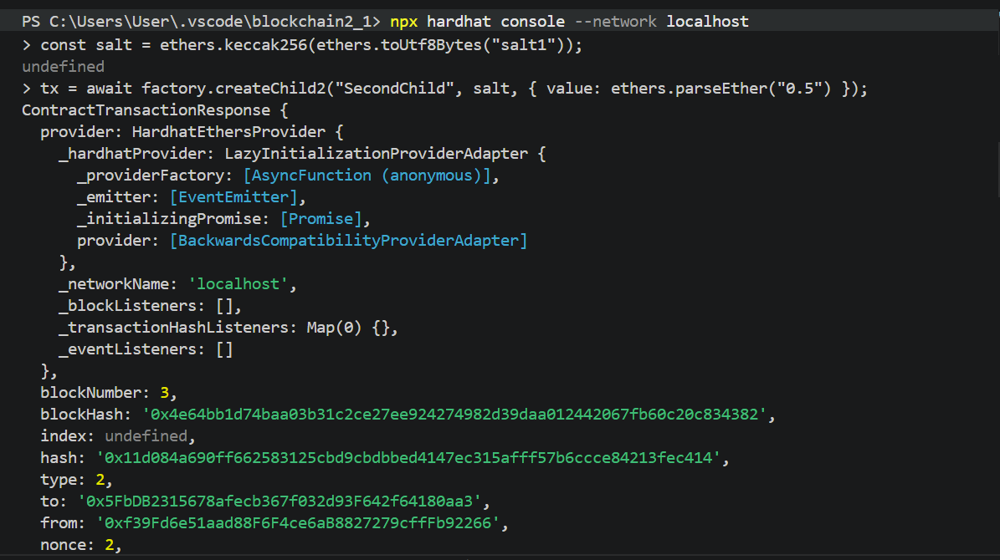 PS C:\Users\User\.vscode\blockchain2_1> npx hardhat console --network localhost
> const salt = ethers.keccak256(ethers.toUtf8Bytes("salt1"));
undefined
> tx = await factory.createChild2("SecondChild", salt, { value: ethers.parseEther("0.5") });
ContractTransactionResponse {
  provider: HardhatEthersProvider {
    _hardhatProvider: LazyInitializationProviderAdapter {
      _providerFactory: [AsyncFunction (anonymous)],
      _emitter: [EventEmitter],
      _initializingPromise: [Promise],
      provider: [BackwardsCompatibilityProviderAdapter]
    },
    _networkName: 'localhost',
    _blockListeners: [],
    _transactionHashListeners: Map(0) {},
    _eventListeners: []
  },
  blockNumber: 3,
  blockHash: '0x4e64bb1d74baa03b31c2ce27ee924274982d39daa012442067fb60c20c834382',
  index: undefined,
  hash: '0x11d084a690ff662583125cbd9cbdbbed4147ec315afff57b6ccce84213fec414',
  type: 2,
  to: '0x5FbDB2315678afecb367f032d93F642f64180aa3',
  from: '0xf39Fd6e51aad88F6F4ce6aB8827279cffFb92266',
  nonce: 2,